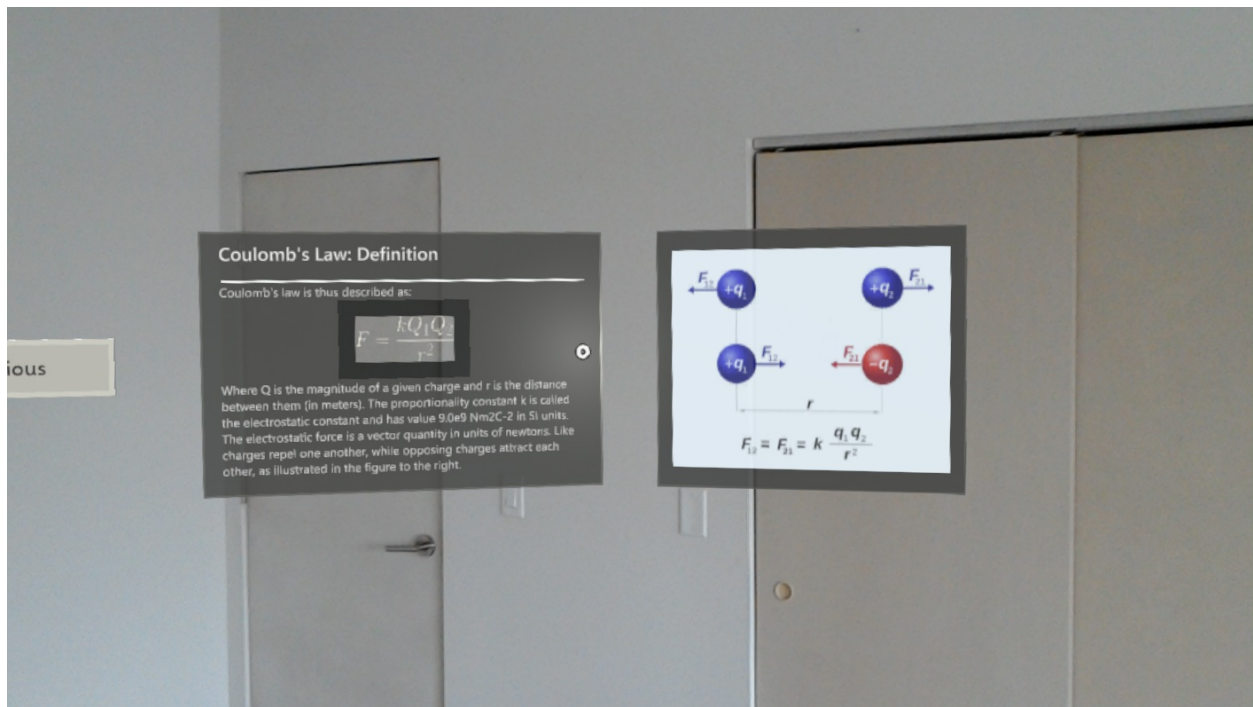 Coulomb's Law: Definition
Coulomb's law is thus described as:
F = kQ₁Q₂ / r²
Where Q is the magnitude of a given charge and r is the distance
between them (in meters). The proportionality constant k is called
the electrostatic constant and has value 9.0e9 Nm2C-2 in SI units.
The electrostatic force is a vector quantity in units of newtons. Like
charges repel one another, while opposing charges attract each
other, as illustrated in the figure to the right.
ious
F₁₂ +q₁ +q₂ F₂₁
+q₁ F₁₂ F₂₁ −q₂
r
F₁₂ = F₂₁ = k q₁q₂ / r²